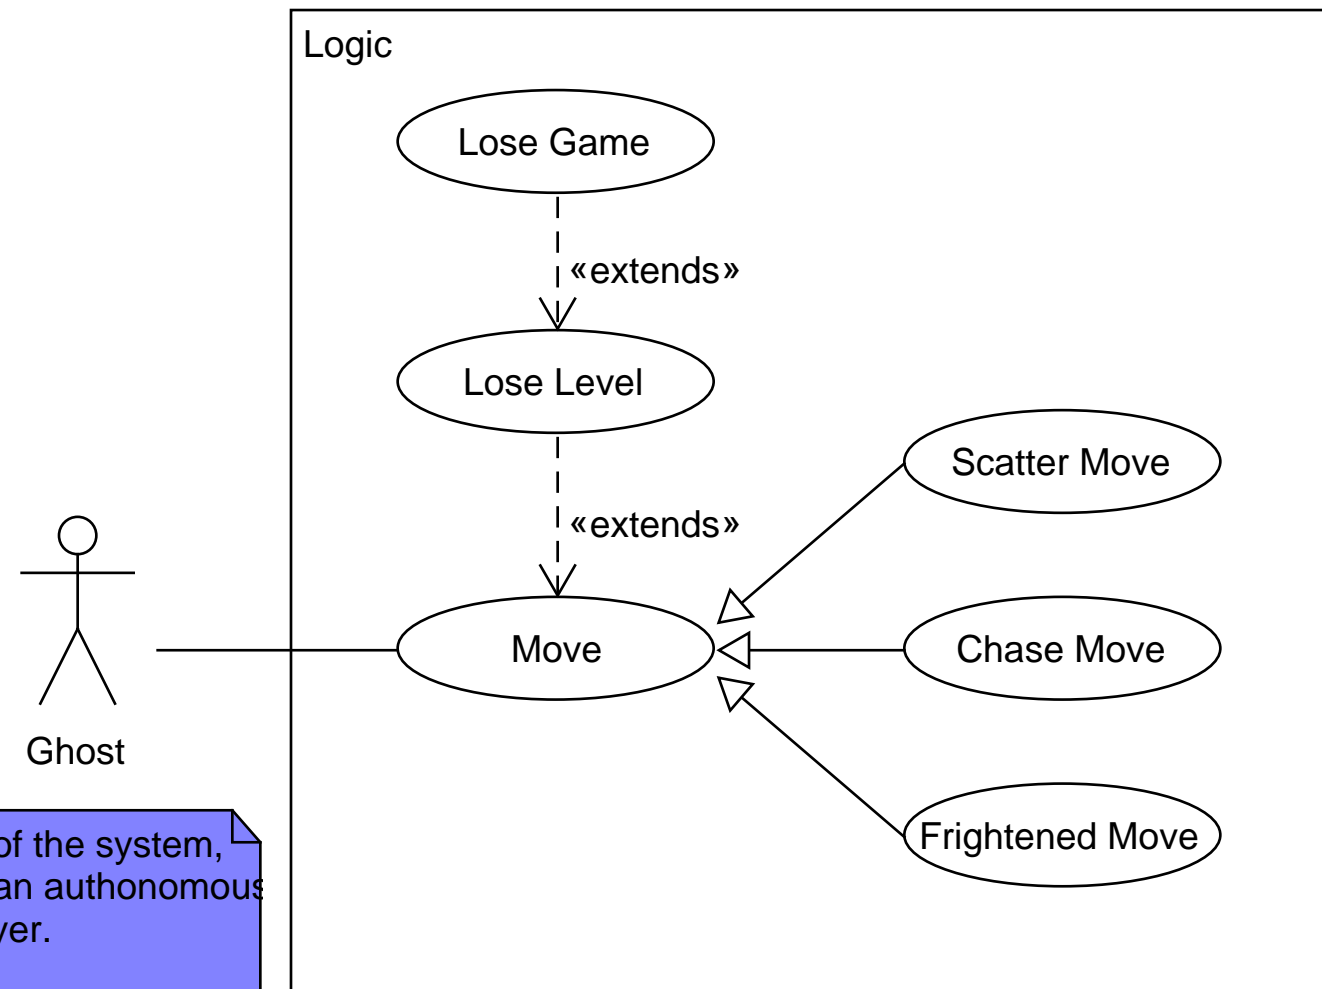 Logic
Lose Game
«extends»
Lose Level
Scatter Move
«extends»
Move
Chase Move
Ghost
Frightened Move
of the system,
an authonomous